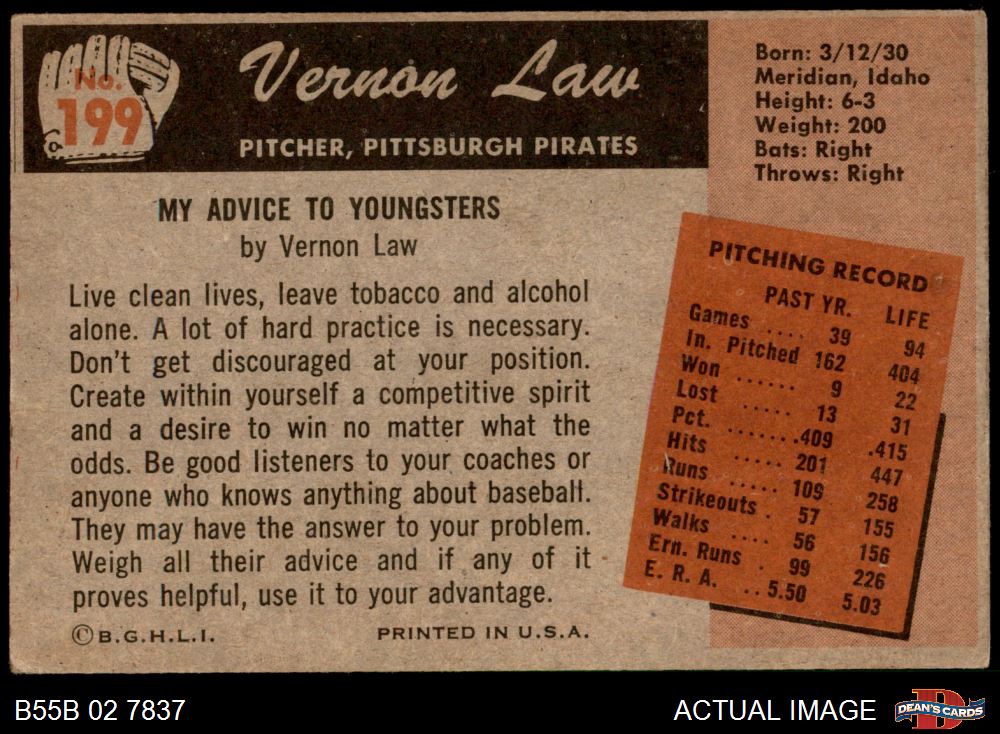 No.
199
Vernon Law
PITCHER, PITTSBURGH PIRATES
Born: 3/12/30
Meridian, Idaho
Height: 6-3
Weight: 200
Bats: Right
Throws: Right
MY ADVICE TO YOUNGSTERS
by Vernon Law
Live clean lives, leave tobacco and alcohol
alone. A lot of hard practice is necessary.
Don't get discouraged at your position.
Create within yourself a competitive spirit
and a desire to win no matter what the
odds. Be good listeners to your coaches or
anyone who knows anything about baseball.
They may have the answer to your problem.
Weigh all their advice and if any of it
proves helpful, use it to your advantage.
©B.G.H.L.I. PRINTED IN U.S.A.
PITCHING RECORD
PAST YR. LIFE
Games .... 39 94
In. Pitched 162 404
Won ...... 9 22
Lost ..... 13 31
Pct. .......409 .415
Hits ..... 201 447
Runs ..... 109 258
Strikeouts . 57 155
Walks .... 56 156
Ern. Runs . 99 226
E. R. A. .. 5.50 5.03
B55B 02 7837
ACTUAL IMAGE
D
DEAN'S CARDS